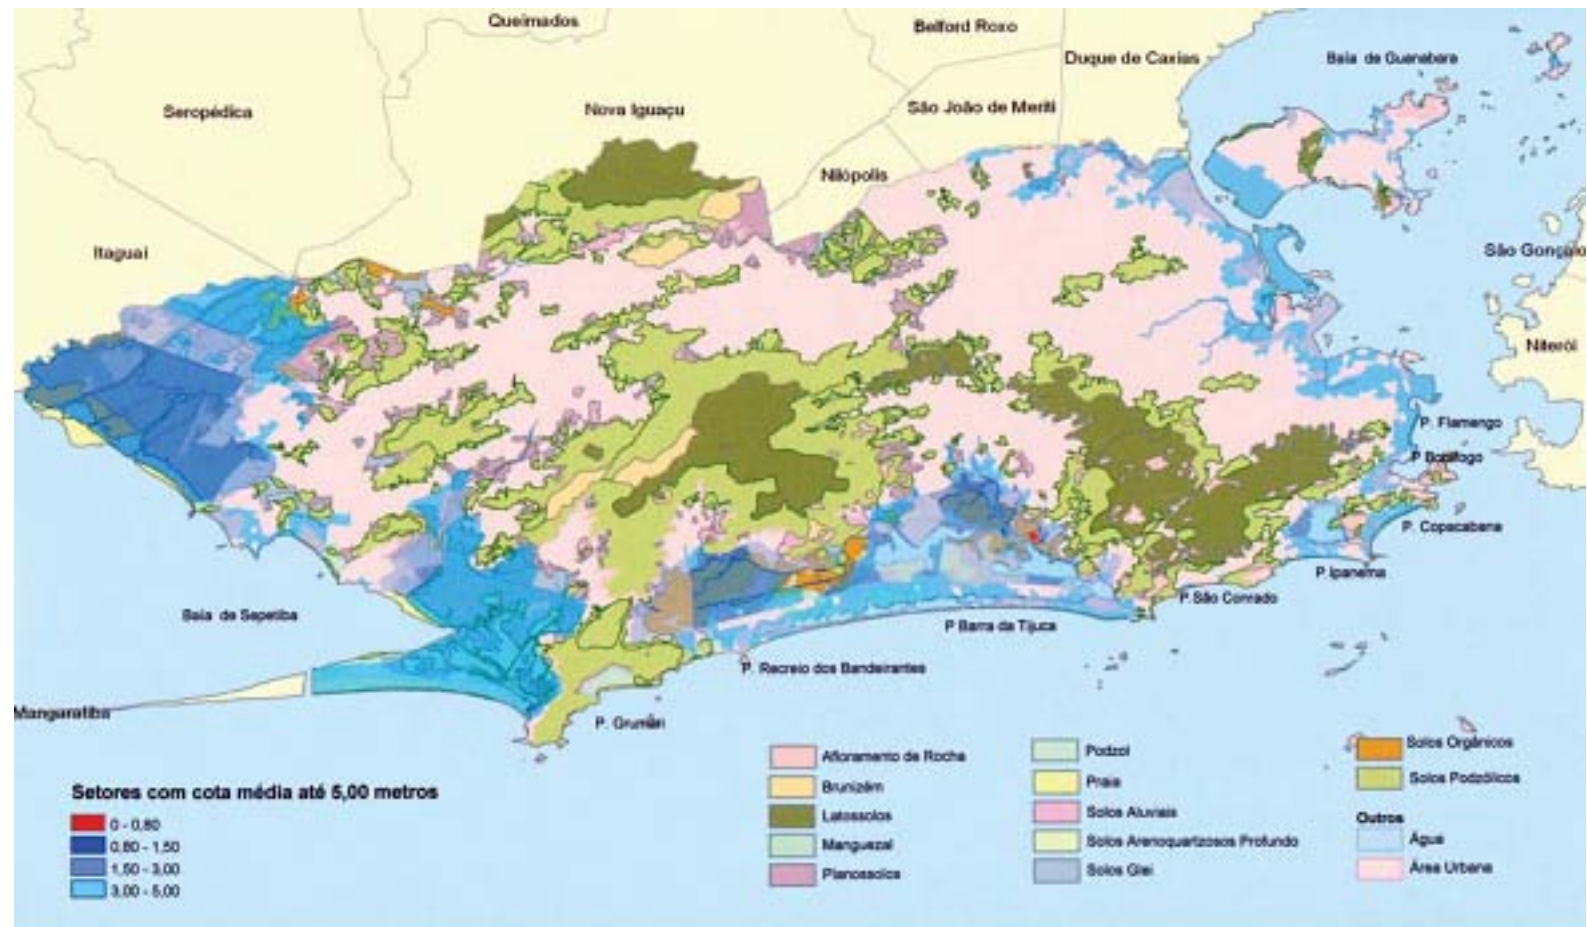 Queimados
Belford Roxo
Duque de Caxias
Baía de Guanabara
Seropédica
Nova Iguaçu
São João de Meriti
Nilópolis
Itaguaí
São Gonçalo
Niterói
P. Flamengo
P Botafogo
P. Copacabana
P. Ipanema
P. São Conrado
P Barra da Tijuca
P. Recreio dos Bandeirantes
P. Grumari
Baía de Sepetiba
Mangaratiba
Setores com cota média até 5,00 metros
0 - 0,80
0,80 - 1,50
1,50 - 3,00
3,00 - 5,00
Afloramento de Rocha
Brunizém
Latossolos
Manguezal
Planossolos
Podzol
Praia
Solos Aluviais
Solos Arenoquartzosos Profundo
Solos Glei
Solos Orgânicos
Solos Podzólicos
Outros
Água
Área Urbana